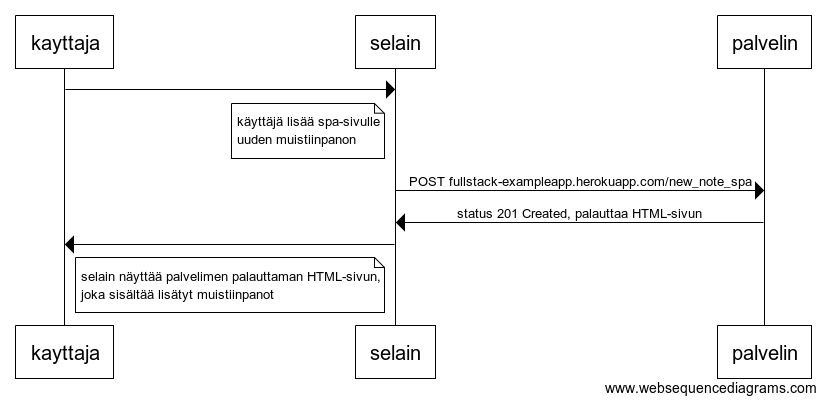 kayttaja
selain
palvelin
käyttäjä lisää spa-sivulle
uuden muistiinpanon
POST fullstack-exampleapp.herokuapp.com/new_note_spa
status 201 Created, palauttaa HTML-sivun
selain näyttää palvelimen palauttaman HTML-sivun,
joka sisältää lisätyt muistiinpanot
kayttaja
selain
palvelin
www.websequencediagrams.com